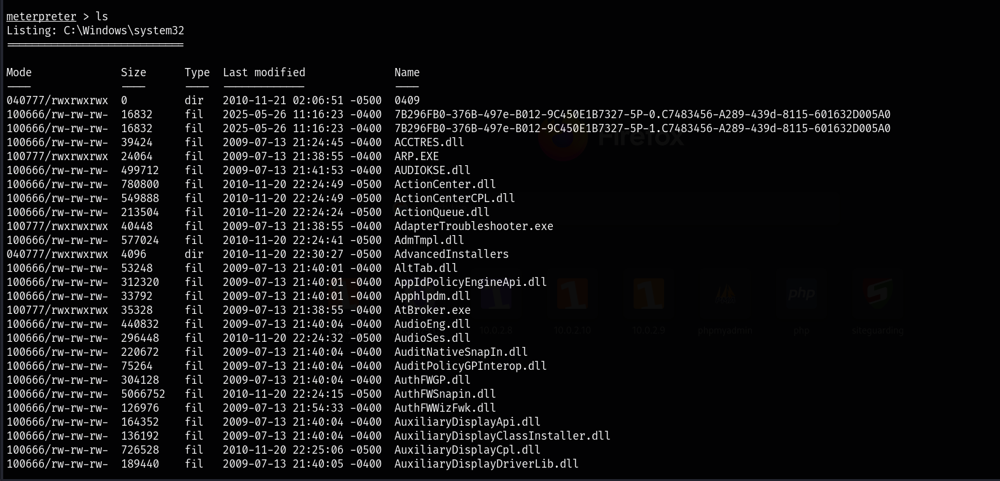 meterpreter > ls
Listing: C:\Windows\system32
============================
Mode Size Type Last modified Name
---- ---- ---- ------------- ----
040777/rwxrwxrwx 0 dir 2010-11-21 02:06:51 -0500 0409
100666/rw-rw-rw- 16832 fil 2025-05-26 11:16:23 -0400 7B296FB0-376B-497e-B012-9C450E1B7327-5P-0.C7483456-A289-439d-8115-601632D005A0
100666/rw-rw-rw- 16832 fil 2025-05-26 11:16:23 -0400 7B296FB0-376B-497e-B012-9C450E1B7327-5P-1.C7483456-A289-439d-8115-601632D005A0
Firefox
100666/rw-rw-rw- 39424 fil 2009-07-13 21:24:45 -0400 ACCTRES.dll
100777/rwxrwxrwx 24064 fil 2009-07-13 21:38:55 -0400 ARP.EXE
100666/rw-rw-rw- 499712 fil 2009-07-13 21:41:53 -0400 AUDIOKSE.dll
100666/rw-rw-rw- 780800 fil 2010-11-20 22:24:49 -0500 ActionCenter.dll
100666/rw-rw-rw- 549888 fil 2010-11-20 22:24:49 -0500 ActionCenterCPL.dll
100666/rw-rw-rw- 213504 fil 2010-11-20 22:24:24 -0500 ActionQueue.dll
100777/rwxrwxrwx 40448 fil 2009-07-13 21:38:55 -0400 AdapterTroubleshooter.exe
100666/rw-rw-rw- 577024 fil 2010-11-20 22:24:41 -0500 AdmTmpl.dll
040777/rwxrwxrwx 4096 dir 2010-11-20 22:30:27 -0500 AdvancedInstallers
100666/rw-rw-rw- 53248 fil 2009-07-13 21:40:01 -0400 AltTab.dll
100666/rw-rw-rw- 312320 fil 2009-07-13 21:40:01 -0400 AppIdPolicyEngineApi.dll
100666/rw-rw-rw- 33792 fil 2009-07-13 21:40:01 -0400 Apphlpdm.dll
php
100777/rwxrwxrwx 35328 fil 2009-07-13 21:38:55 -0400 AtBroker.exe
100666/rw-rw-rw- 440832 fil 2009-07-13 21:40:04 -0400 AudioEng.dll
10.0.2.8 10.0.2.10 10.0.2.9 phpmyadmin php siteguarding
100666/rw-rw-rw- 296448 fil 2010-11-20 22:24:32 -0500 AudioSes.dll
100666/rw-rw-rw- 220672 fil 2009-07-13 21:40:04 -0400 AuditNativeSnapIn.dll
100666/rw-rw-rw- 75264 fil 2009-07-13 21:40:04 -0400 AuditPolicyGPInterop.dll
100666/rw-rw-rw- 304128 fil 2009-07-13 21:40:04 -0400 AuthFWGP.dll
100666/rw-rw-rw- 5066752 fil 2010-11-20 22:24:15 -0500 AuthFWSnapin.dll
100666/rw-rw-rw- 126976 fil 2009-07-13 21:54:33 -0400 AuthFWWizFwk.dll
100666/rw-rw-rw- 164352 fil 2009-07-13 21:40:04 -0400 AuxiliaryDisplayApi.dll
100666/rw-rw-rw- 136192 fil 2009-07-13 21:40:04 -0400 AuxiliaryDisplayClassInstaller.dll
100666/rw-rw-rw- 726528 fil 2010-11-20 22:25:06 -0500 AuxiliaryDisplayCpl.dll
100666/rw-rw-rw- 189440 fil 2009-07-13 21:40:05 -0400 AuxiliaryDisplayDriverLib.dll